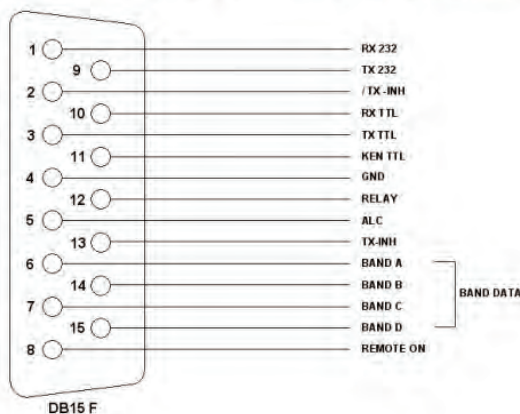 1 RX 232
9 TX 232
2 / TX -INH
10 RX TTL
3 TX TTL
11 KEN TTL
4 GND
12 RELAY
5 ALC
13 TX-INH
6 BAND A
14 BAND B
7 BAND C
15 BAND D
8 REMOTE ON
BAND DATA
DB15 F